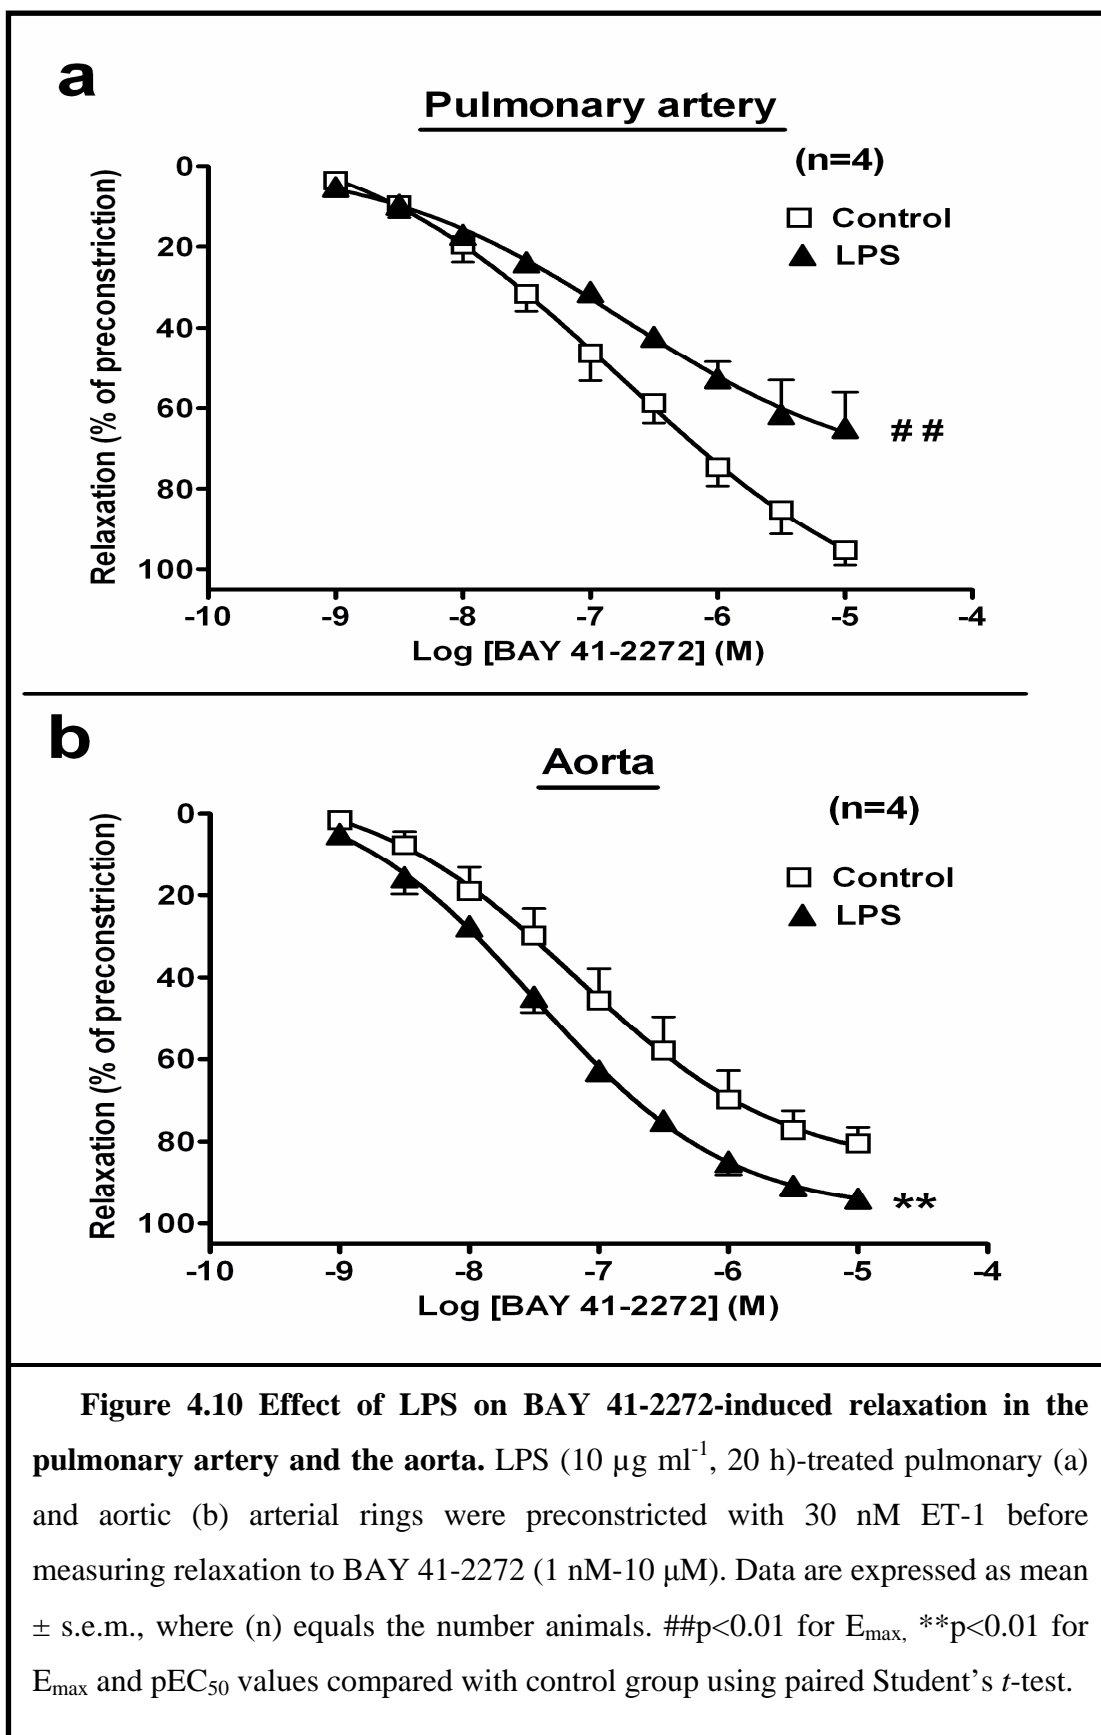 a
Pulmonary artery
(n=4)
Control
LPS
Relaxation (% of preconstriction)
0
20
40
60
80
100
-10 -9 -8 -7 -6 -5 -4
Log [BAY 41-2272] (M)
##
b
Aorta
(n=4)
Control
LPS
Relaxation (% of preconstriction)
0
20
40
60
80
100
-10 -9 -8 -7 -6 -5 -4
Log [BAY 41-2272] (M)
**
Figure 4.10 Effect of LPS on BAY 41-2272-induced relaxation in the
pulmonary artery and the aorta. LPS (10 µg ml⁻¹, 20 h)-treated pulmonary (a)
and aortic (b) arterial rings were preconstricted with 30 nM ET-1 before
measuring relaxation to BAY 41-2272 (1 nM-10 µM). Data are expressed as mean
± s.e.m., where (n) equals the number animals. ##p<0.01 for Emax, **p<0.01 for
Emax and pEC₅₀ values compared with control group using paired Student's t-test.